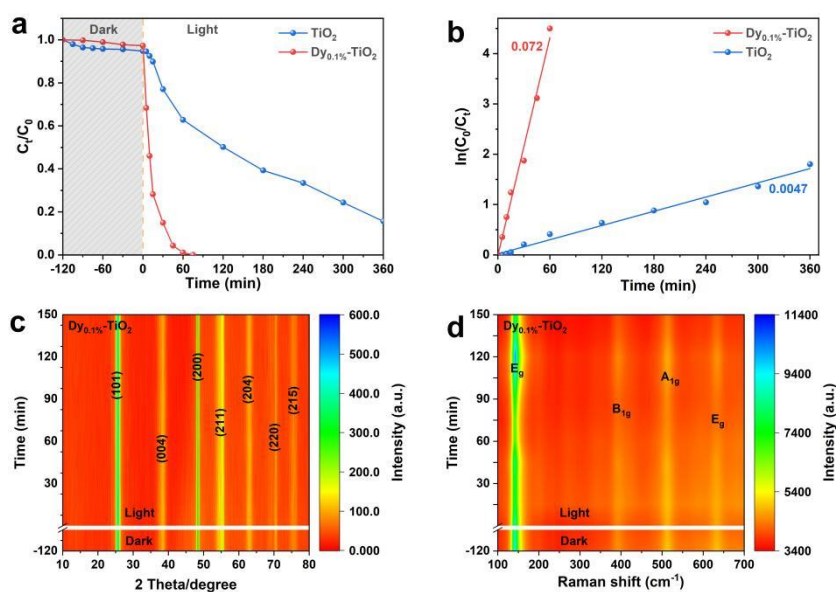 a
Dark
Light
TiO2
Dy0.1%-TiO2
Ct/C0
1.0
0.8
0.6
0.4
0.2
0.0
-120 -60 0 60 120 180 240 300 360
Time (min)
b
Dy0.1%-TiO2
TiO2
0.072
0.0047
ln(C0/Ct)
5
4
3
2
1
0
0 60 120 180 240 300 360
Time (min)
c
Dy0.1%-TiO2
(101)
(004)
(200)
(211)
(204)
(220)
(215)
Light
Dark
Time (min)
150
120
90
60
30
-120
10 20 30 40 50 60 70 80
2 Theta/degree
600.0
500.0
400.0
300.0
200.0
100.0
0.000
Intensity (a.u.)
d
Dy0.1%-TiO2
Eg
B1g
A1g
Eg
Light
Dark
Time (min)
150
120
90
60
30
-120
100 200 300 400 500 600 700
Raman shift (cm-1)
11400
9400
7400
5400
3400
Intensity (a.u.)